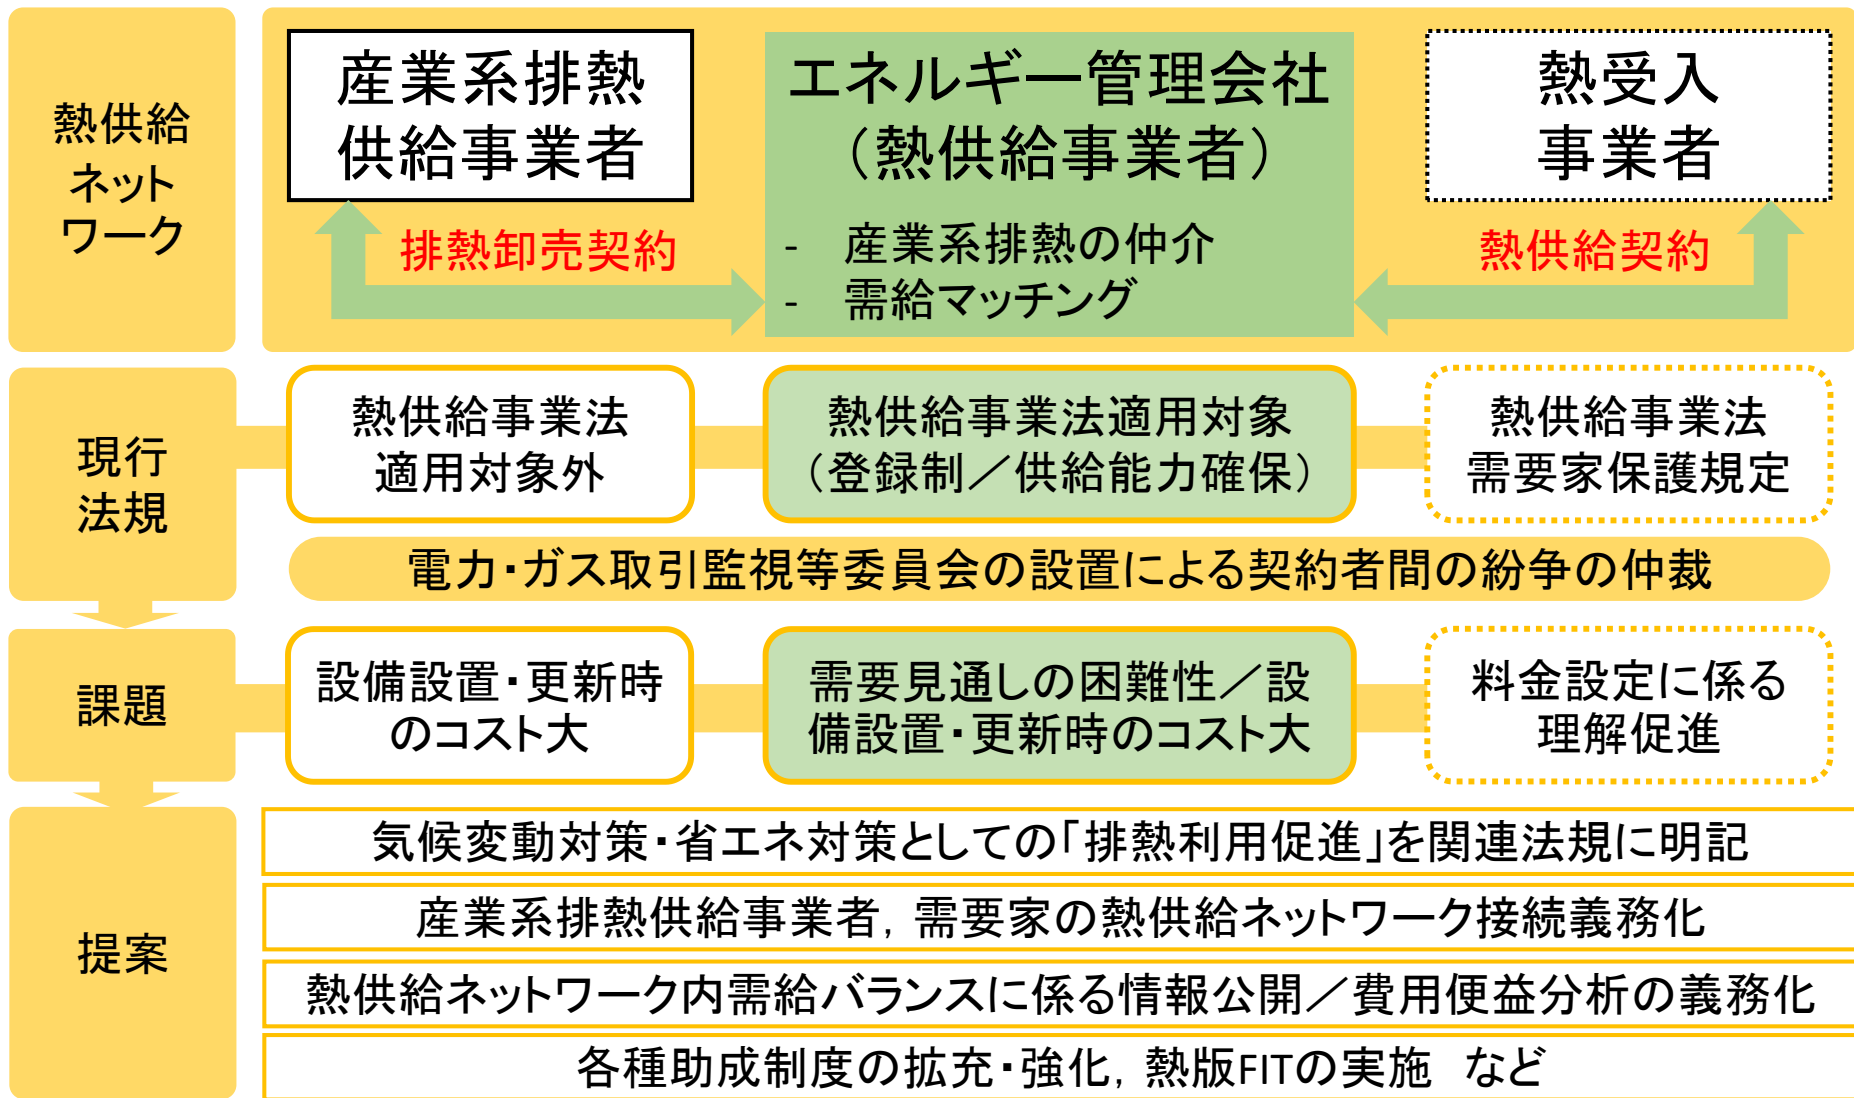 熱供給
ネット
ワーク
産業系排熱
供給事業者
エネルギー管理会社
（熱供給事業者）
- 産業系排熱の仲介
- 需給マッチング
熱受入
事業者
排熱卸売契約
熱供給契約
現行
法規
熱供給事業法
適用対象外
熱供給事業法適用対象
（登録制／供給能力確保）
熱供給事業法
需要家保護規定
電力・ガス取引監視等委員会の設置による契約者間の紛争の仲裁
課題
設備設置・更新時
のコスト大
需要見通しの困難性／設
備設置・更新時のコスト大
料金設定に係る
理解促進
提案
気候変動対策・省エネ対策としての「排熱利用促進」を関連法規に明記
産業系排熱供給事業者，需要家の熱供給ネットワーク接続義務化
熱供給ネットワーク内需給バランスに係る情報公開／費用便益分析の義務化
各種助成制度の拡充・強化，熱版FITの実施　など